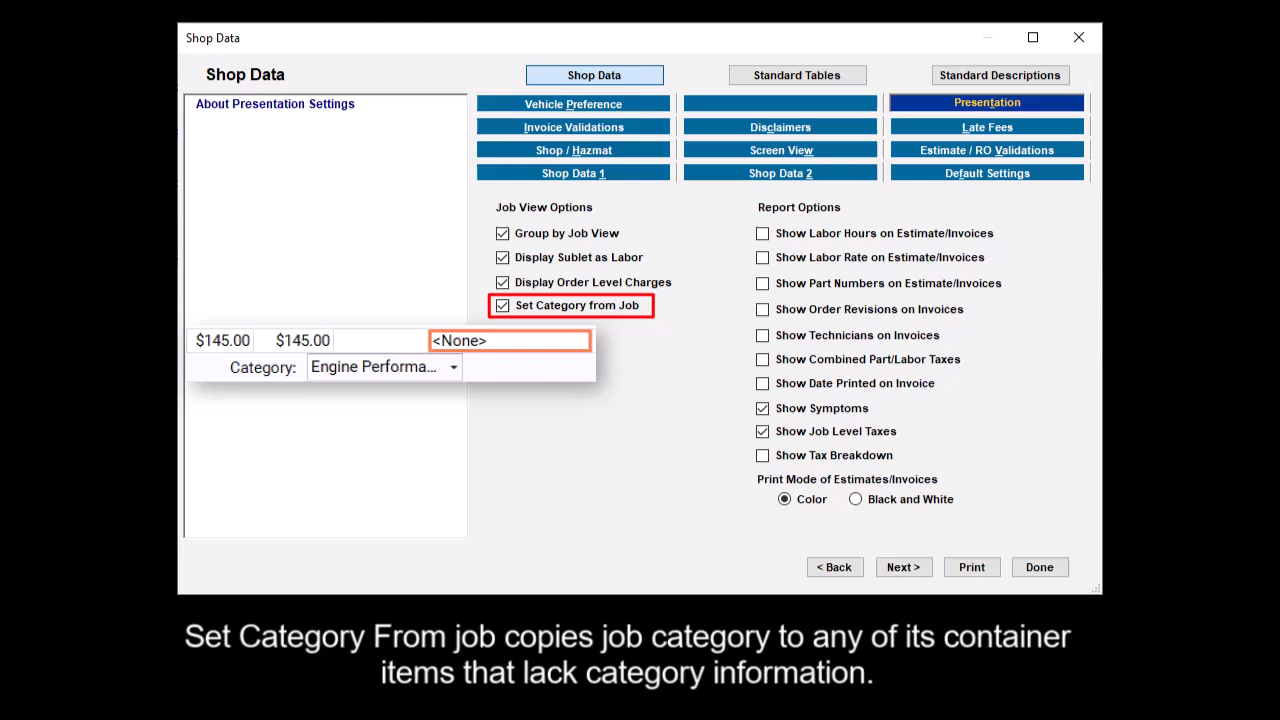 Shop Data
Shop Data
Shop Data
Standard Tables
Standard Descriptions
About Presentation Settings
Vehicle Preference
Presentation
Invoice Validations
Disclaimers
Late Fees
Shop / Hazmat
Screen View
Estimate / RO Validations
Shop Data 1
Shop Data 2
Default Settings
Job View Options
Group by Job View
Display Sublet as Labor
Display Order Level Charges
Set Category from Job
$145.00 $145.00 <None>
Category: Engine Performa...
Report Options
Show Labor Hours on Estimate/Invoices
Show Labor Rate on Estimate/Invoices
Show Part Numbers on Estimate/Invoices
Show Order Revisions on Invoices
Show Technicians on Invoices
Show Combined Part/Labor Taxes
Show Date Printed on Invoice
Show Symptoms
Show Job Level Taxes
Show Tax Breakdown
Print Mode of Estimates/Invoices
Color Black and White
< Back Next > Print Done
Set Category From job copies job category to any of its container
items that lack category information.